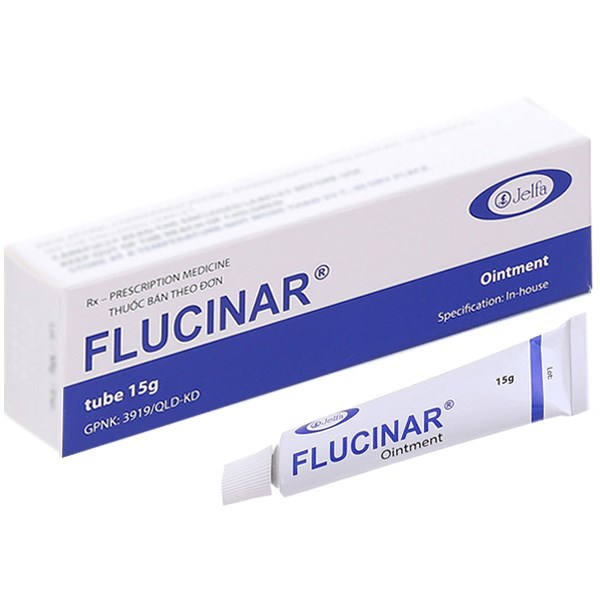 Jelfa
Rx – PRESCRIPTION MEDICINE
THUỐC BÁN THEO ĐƠN
FLUCINAR®
Ointment
Specification: In-house
tube 15g
GPNK: 3919/QLD-KD
Jelfa
FLUCINAR®
Ointment
15g
Lot: